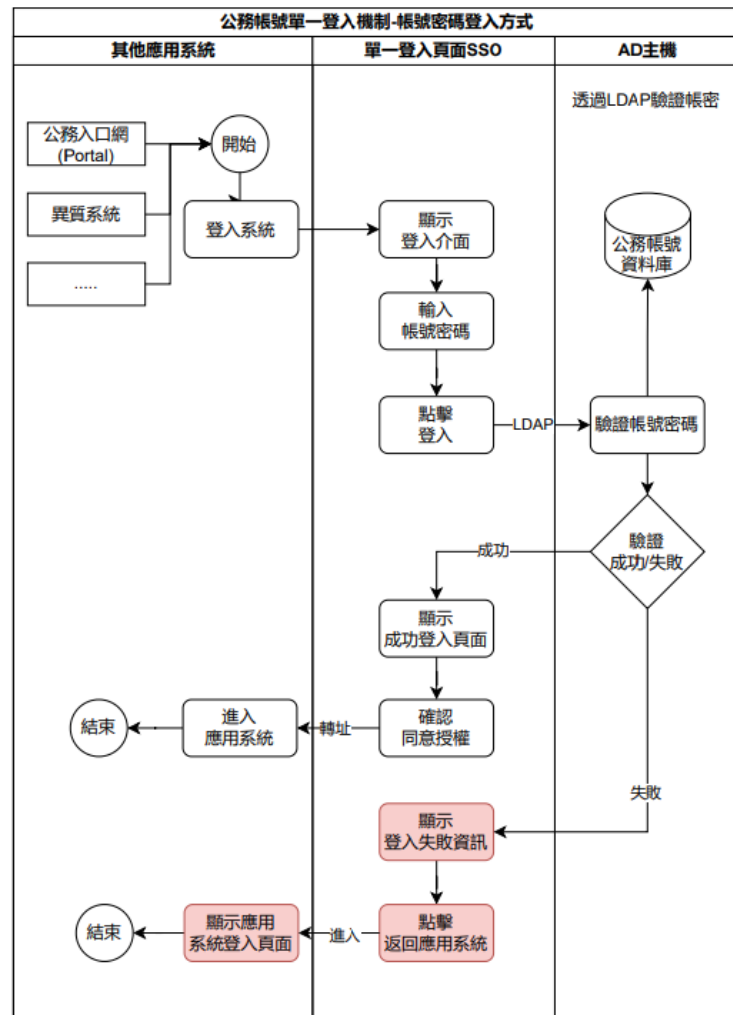 公務帳號單一登入機制-帳號密碼登入方式
其他應用系統
單一登入頁面SSO
AD主機
透過LDAP驗證帳密
公務入口網
(Portal)
開始
異質系統
登入系統
顯示
登入介面
公務帳號
資料庫
.....
輸入
帳號密碼
點擊
登入
LDAP
驗證帳號密碼
驗證
成功/失敗
成功
顯示
成功登入頁面
結束
進入
應用系統
轉址
確認
同意授權
失敗
顯示
登入失敗資訊
結束
顯示應用
系統登入頁面
進入
點擊
返回應用系統